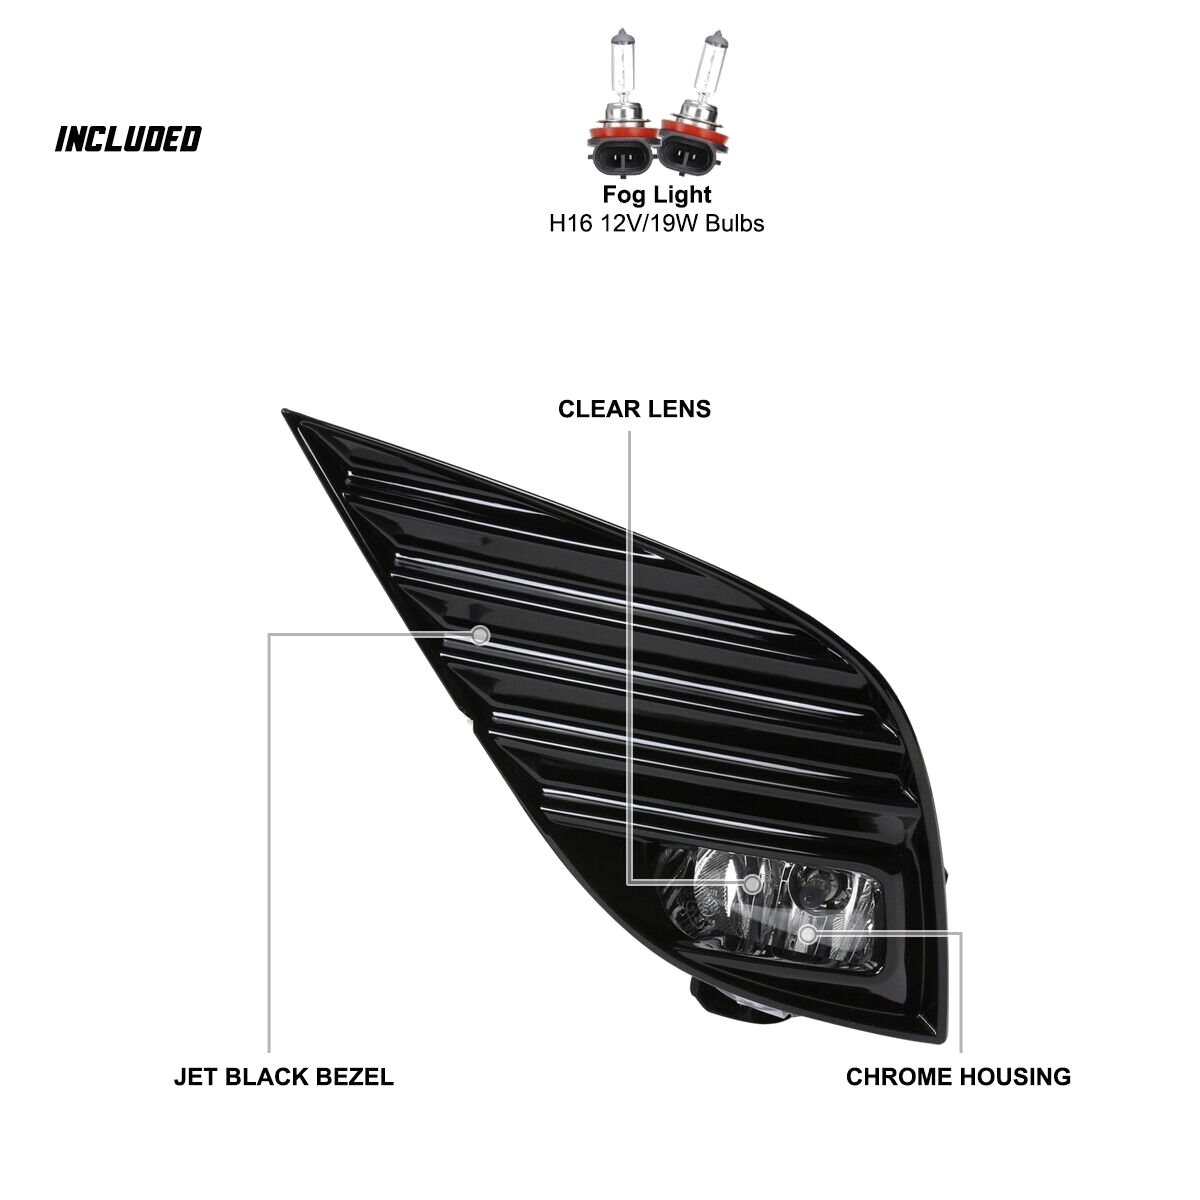 INCLUDED
Fog Light
H16 12V/19W Bulbs
CLEAR LENS
JET BLACK BEZEL
CHROME HOUSING